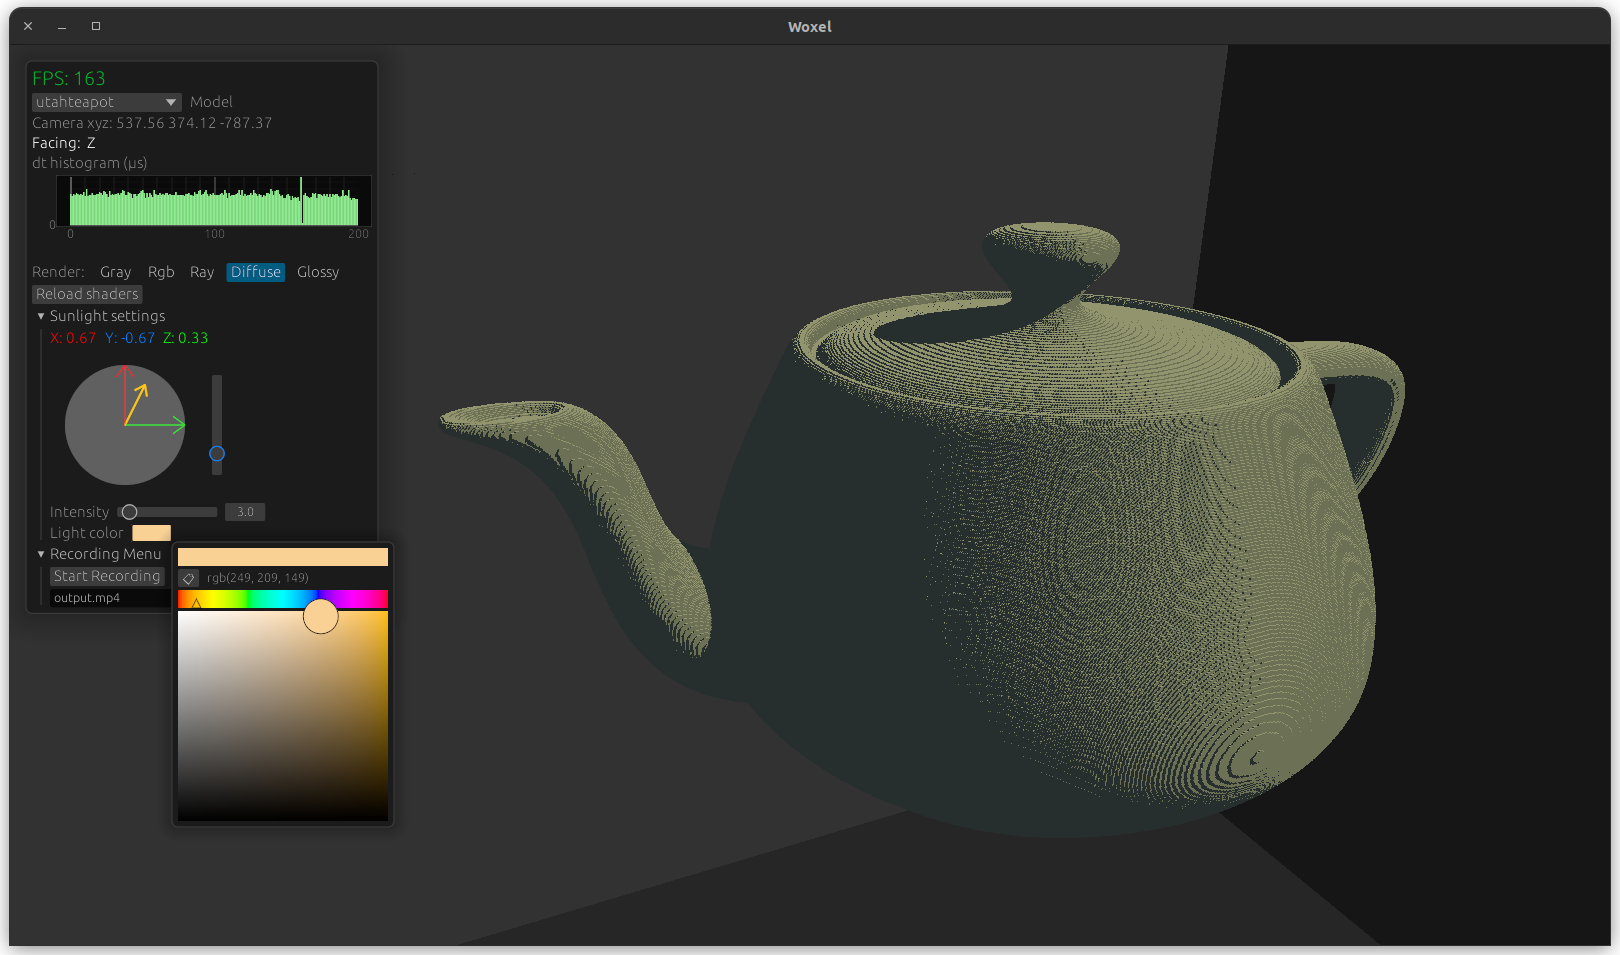 Woxel
FPS: 163
utahteapot Model
Camera xyz: 537.56 374.12 -787.37
Facing: Z
dt histogram (µs)
0
0 100 200
Render: Gray Rgb Ray Diffuse Glossy
Reload shaders
Sunlight settings
X: 0.67 Y: -0.67 Z: 0.33
Intensity 3.0
Light color
Recording Menu
Start Recording
rgb(249, 209, 149)
output.mp4